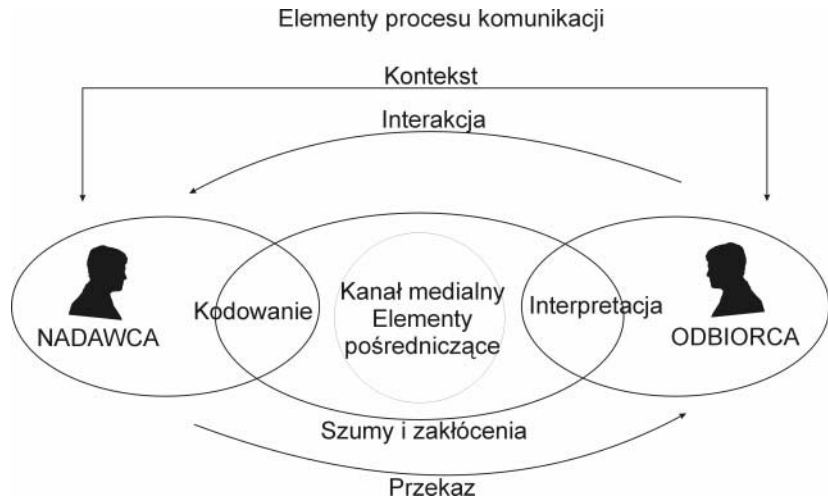 Elementy procesu komunikacji
Kontekst
Interakcja
NADAWCA
Kodowanie
Kanał medialny
Elementy
pośredniczące
Interpretacja
ODBIORCA
Szumy i zakłócenia
Przekaz